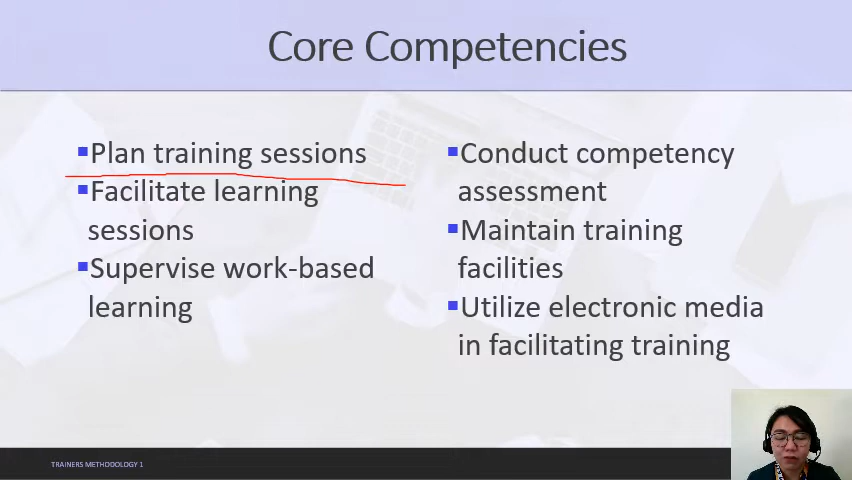 Core Competencies
▪Plan training sessions
▪Facilitate learning
sessions
▪Supervise work-based
learning
▪Conduct competency
assessment
▪Maintain training
facilities
▪Utilize electronic media
in facilitating training
TRAINERS METHODOLOGY 1